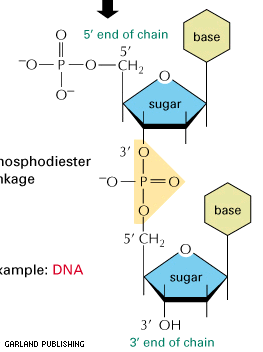 5′ end of chain
O
5′
⁻O—P—O—CH₂
O⁻
O
base
sugar
3′ O
hosphodiester
nkage
⁻O—P=O
O
5′ CH₂
O
base
xample: DNA
sugar
3′ OH
GARLAND PUBLISHING
3′ end of chain